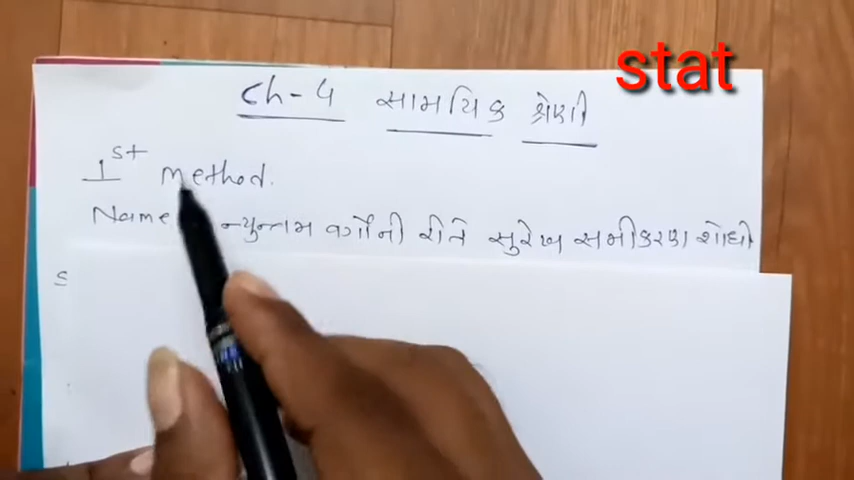 stat
Ch-4 સામયિક શ્રેણી
1st Method.
Name ન્યુનતમ વર્ગોની રીતે સુરેખ સમીકરણ શોધો
S